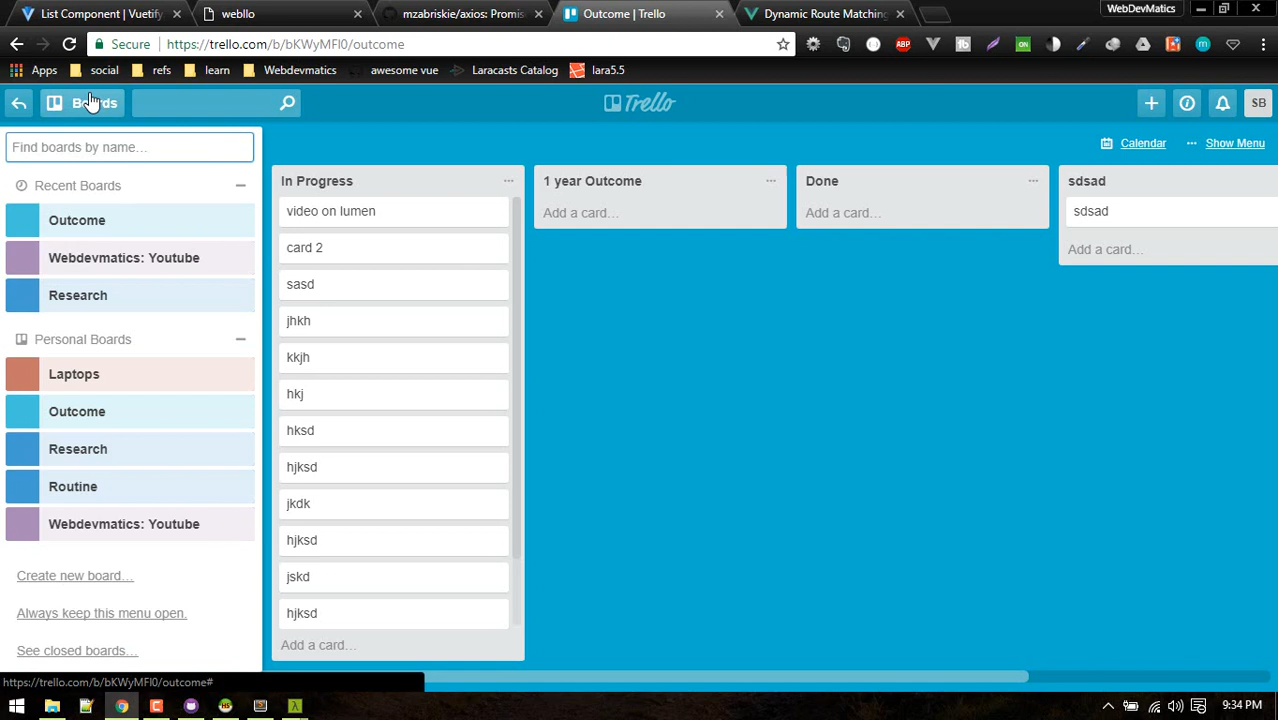 List Component | Vuetify
webllo
mzabriskie/axios: Promis
Outcome | Trello
Dynamic Route Matching
WebDevMatics
Secure
https://trello.com/b/bKWyMFl0/outcome
Apps
social
refs
learn
Webdevmatics
awesome vue
Laracasts Catalog
lara5.5
Boards
Trello
SB
Find boards by name…
Calendar
Show Menu
Recent Boards
Outcome
Webdevmatics: Youtube
Research
Personal Boards
Laptops
Outcome
Research
Routine
Webdevmatics: Youtube
Create new board…
Always keep this menu open.
See closed boards…
In Progress
video on lumen
card 2
sasd
jhkh
kkjh
hkj
hksd
hjksd
jkdk
hjksd
jskd
hjksd
Add a card…
1 year Outcome
Add a card…
Done
Add a card…
sdsad
sdsad
Add a card…
https://trello.com/b/bKWyMFl0/outcome#
9:34 PM